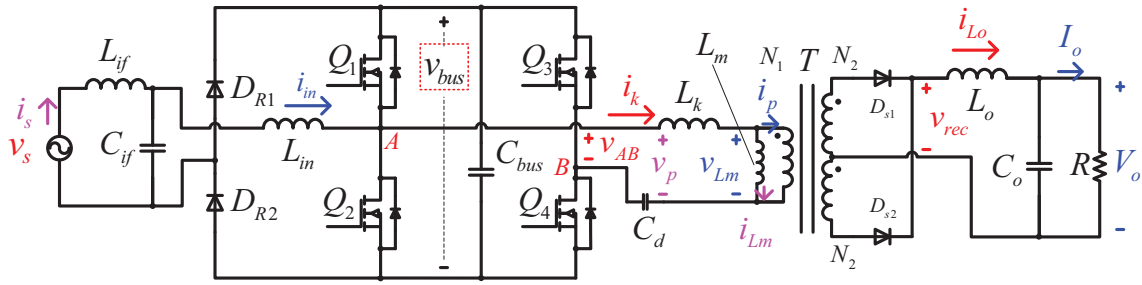 L_if
i_s
v_s
C_if
D_R1
D_R2
i_in
L_in
Q_1
Q_2
A
+
v_bus
−
C_bus
Q_3
Q_4
B
+
v_AB
−
C_d
i_k
L_k
+
v_p
−
L_m
+
v_Lm
−
i_Lm
i_p
N_1
T
N_2
N_2
D_s1
D_s2
+
v_rec
−
i_Lo
L_o
C_o
I_o
R
+
V_o
−